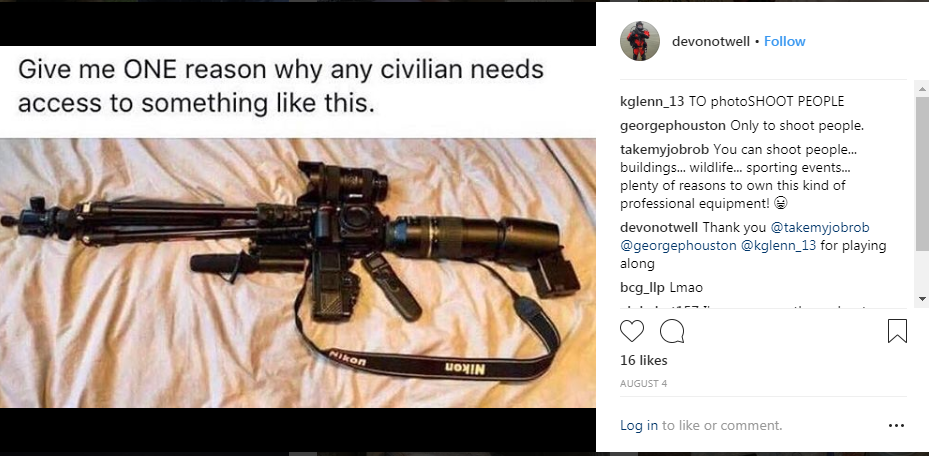 Give me ONE reason why any civilian needs
access to something like this.
Nikon
Nikon
devonotwell • Follow
kglenn_13 TO photoSHOOT PEOPLE
georgephouston Only to shoot people.
takemyjobrob You can shoot people...
buildings... wildlife... sporting events...
plenty of reasons to own this kind of
professional equipment! 😀
devonotwell Thank you @takemyjobrob
@georgephouston @kglenn_13 for playing
along
bcg_llp Lmao
16 likes
AUGUST 4
Log in to like or comment.